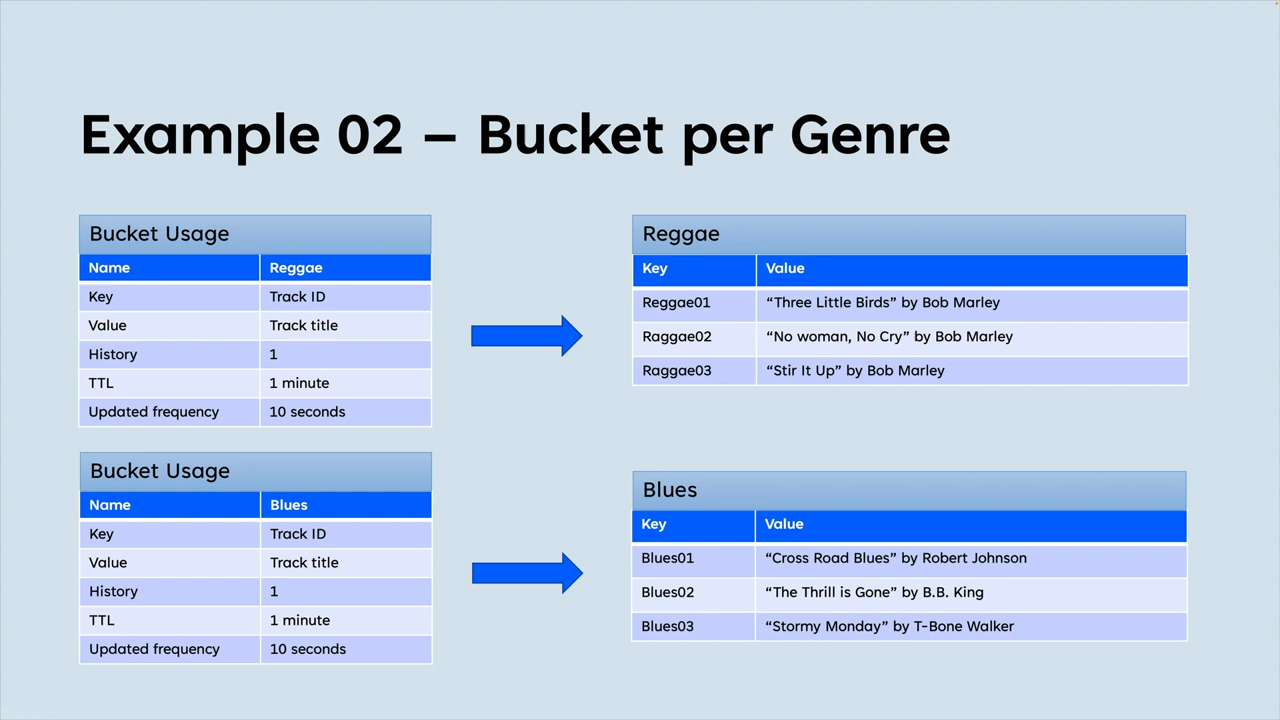 Example 02 – Bucket per Genre
Bucket Usage
Name Reggae
Key Track ID
Value Track title
History 1
TTL 1 minute
Updated frequency 10 seconds
Reggae
Key Value
Reggae01 “Three Little Birds” by Bob Marley
Raggae02 “No woman, No Cry” by Bob Marley
Raggae03 “Stir It Up” by Bob Marley
Bucket Usage
Name Blues
Key Track ID
Value Track title
History 1
TTL 1 minute
Updated frequency 10 seconds
Blues
Key Value
Blues01 “Cross Road Blues” by Robert Johnson
Blues02 “The Thrill is Gone” by B.B. King
Blues03 “Stormy Monday” by T-Bone Walker